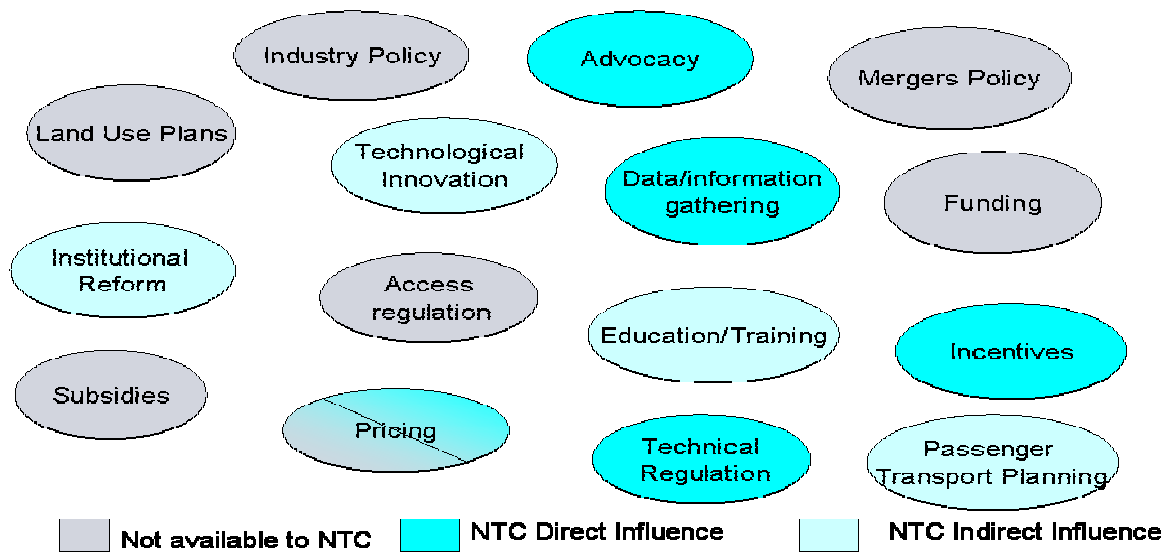 Industry Policy
Advocacy
Mergers Policy
Land Use Plans
Technological
Innovation
Data/information
gathering
Funding
Institutional
Reform
Access
regulation
Education/Training
Incentives
Subsidies
Pricing
Technical
Regulation
Passenger
Transport Planning
Not available to NTC
NTC Direct Influence
NTC Indirect Influence